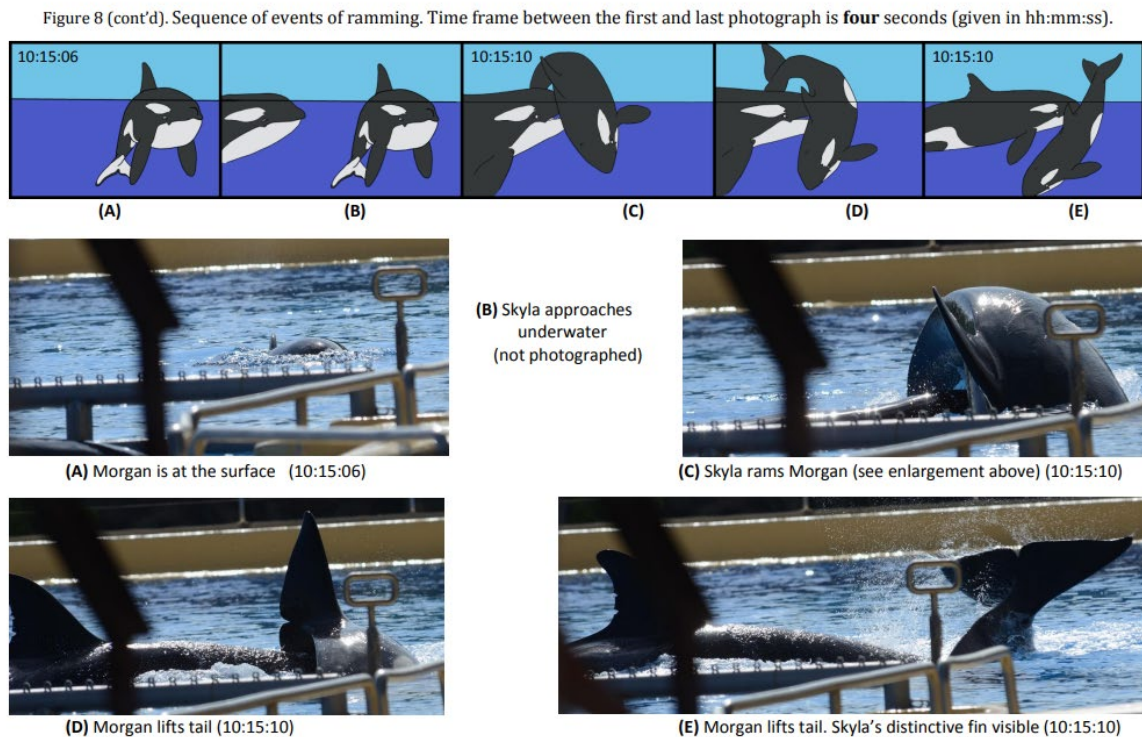 Figure 8 (cont’d). Sequence of events of ramming. Time frame between the first and last photograph is four seconds (given in hh:mm:ss).
10:15:06
10:15:10
10:15:10
(A)
(B)
(C)
(D)
(E)
(B) Skyla approaches
underwater
(not photographed)
(A) Morgan is at the surface (10:15:06)
(C) Skyla rams Morgan (see enlargement above) (10:15:10)
(D) Morgan lifts tail (10:15:10)
(E) Morgan lifts tail. Skyla’s distinctive fin visible (10:15:10)